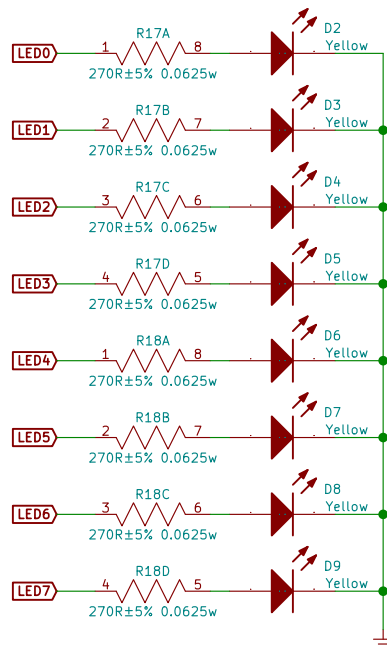 R17A
D2
LED0 1 8 Yellow
270R±5% 0.0625w
R17B
D3
LED1 2 7 Yellow
270R±5% 0.0625w
R17C
D4
LED2 3 6 Yellow
270R±5% 0.0625w
R17D
D5
LED3 4 5 Yellow
270R±5% 0.0625w
R18A
D6
LED4 1 8 Yellow
270R±5% 0.0625w
R18B
D7
LED5 2 7 Yellow
270R±5% 0.0625w
R18C
D8
LED6 3 6 Yellow
270R±5% 0.0625w
R18D
D9
LED7 4 5 Yellow
270R±5% 0.0625w